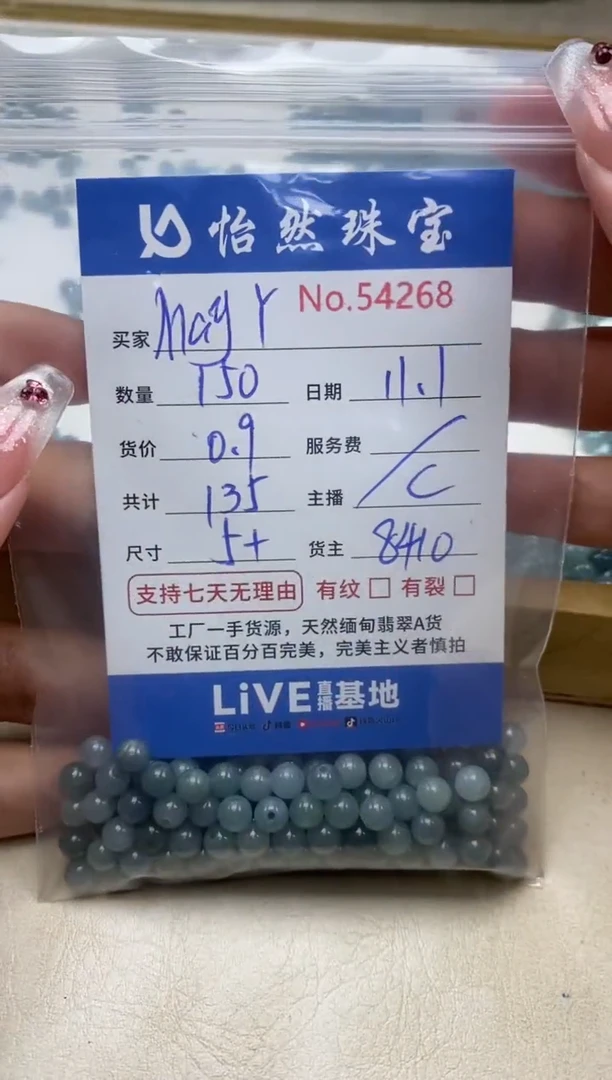 怡然珠宝
No.54268
买家 May Y
数量 150 日期 11.1
货价 0.9 服务费 /
共计 135 主播 C
尺寸 5+ 货主 8410
支持七天无理由 有纹 □ 有裂 □
工厂一手货源，天然缅甸翡翠A货
不敢保证百分百完美，完美主义者慎拍
LiVE直播基地